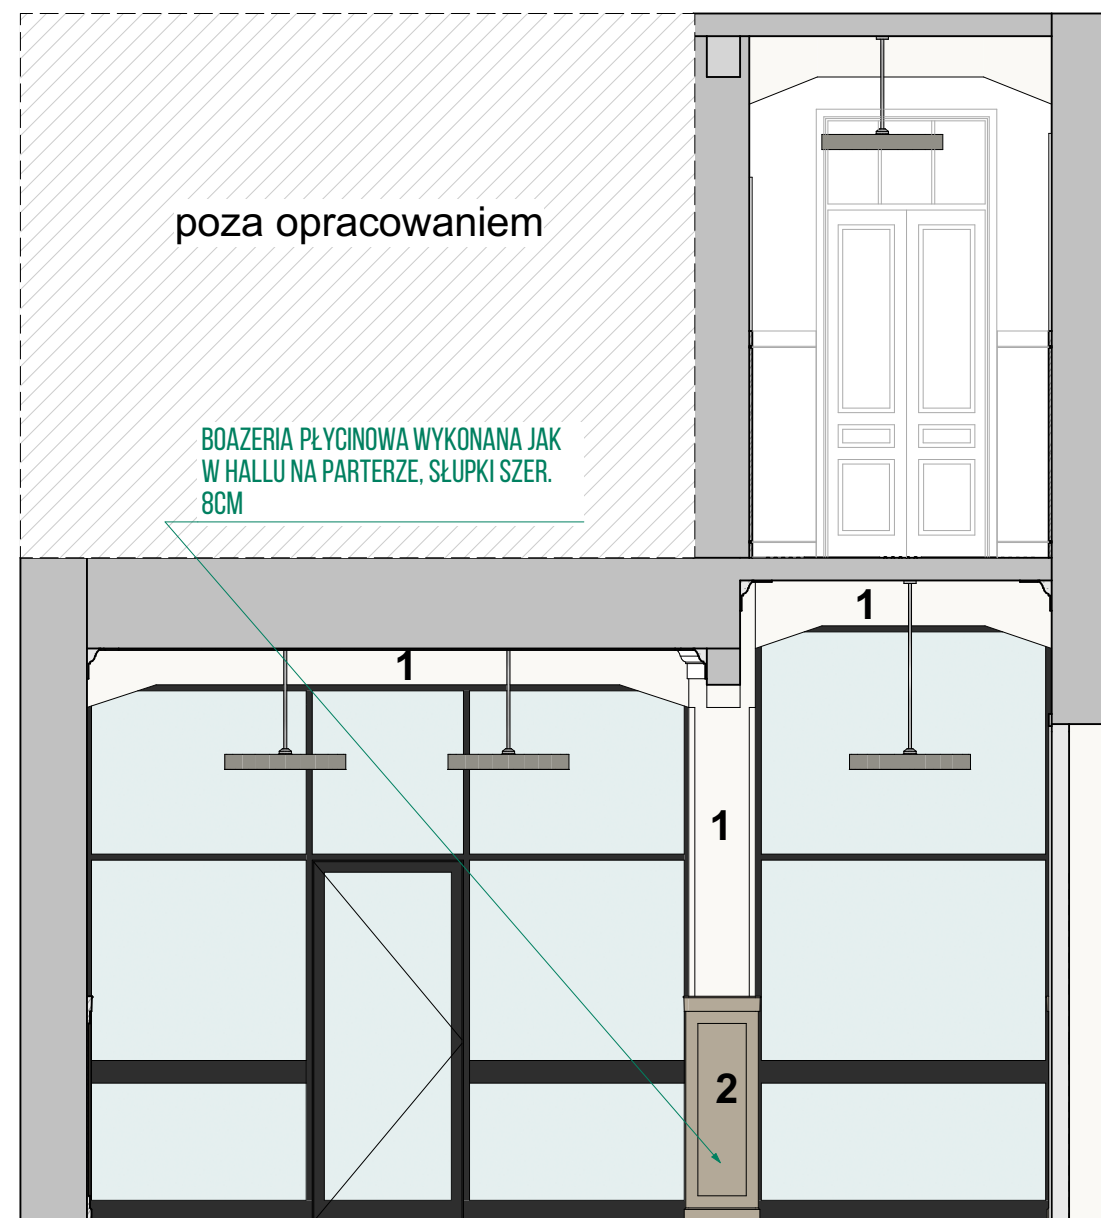 poza opracowaniem
BOAZERIA PŁYCINOWA WYKONANA JAK
W HALLU NA PARTERZE, SŁUPKI SZER.
8CM
1
1
1
2